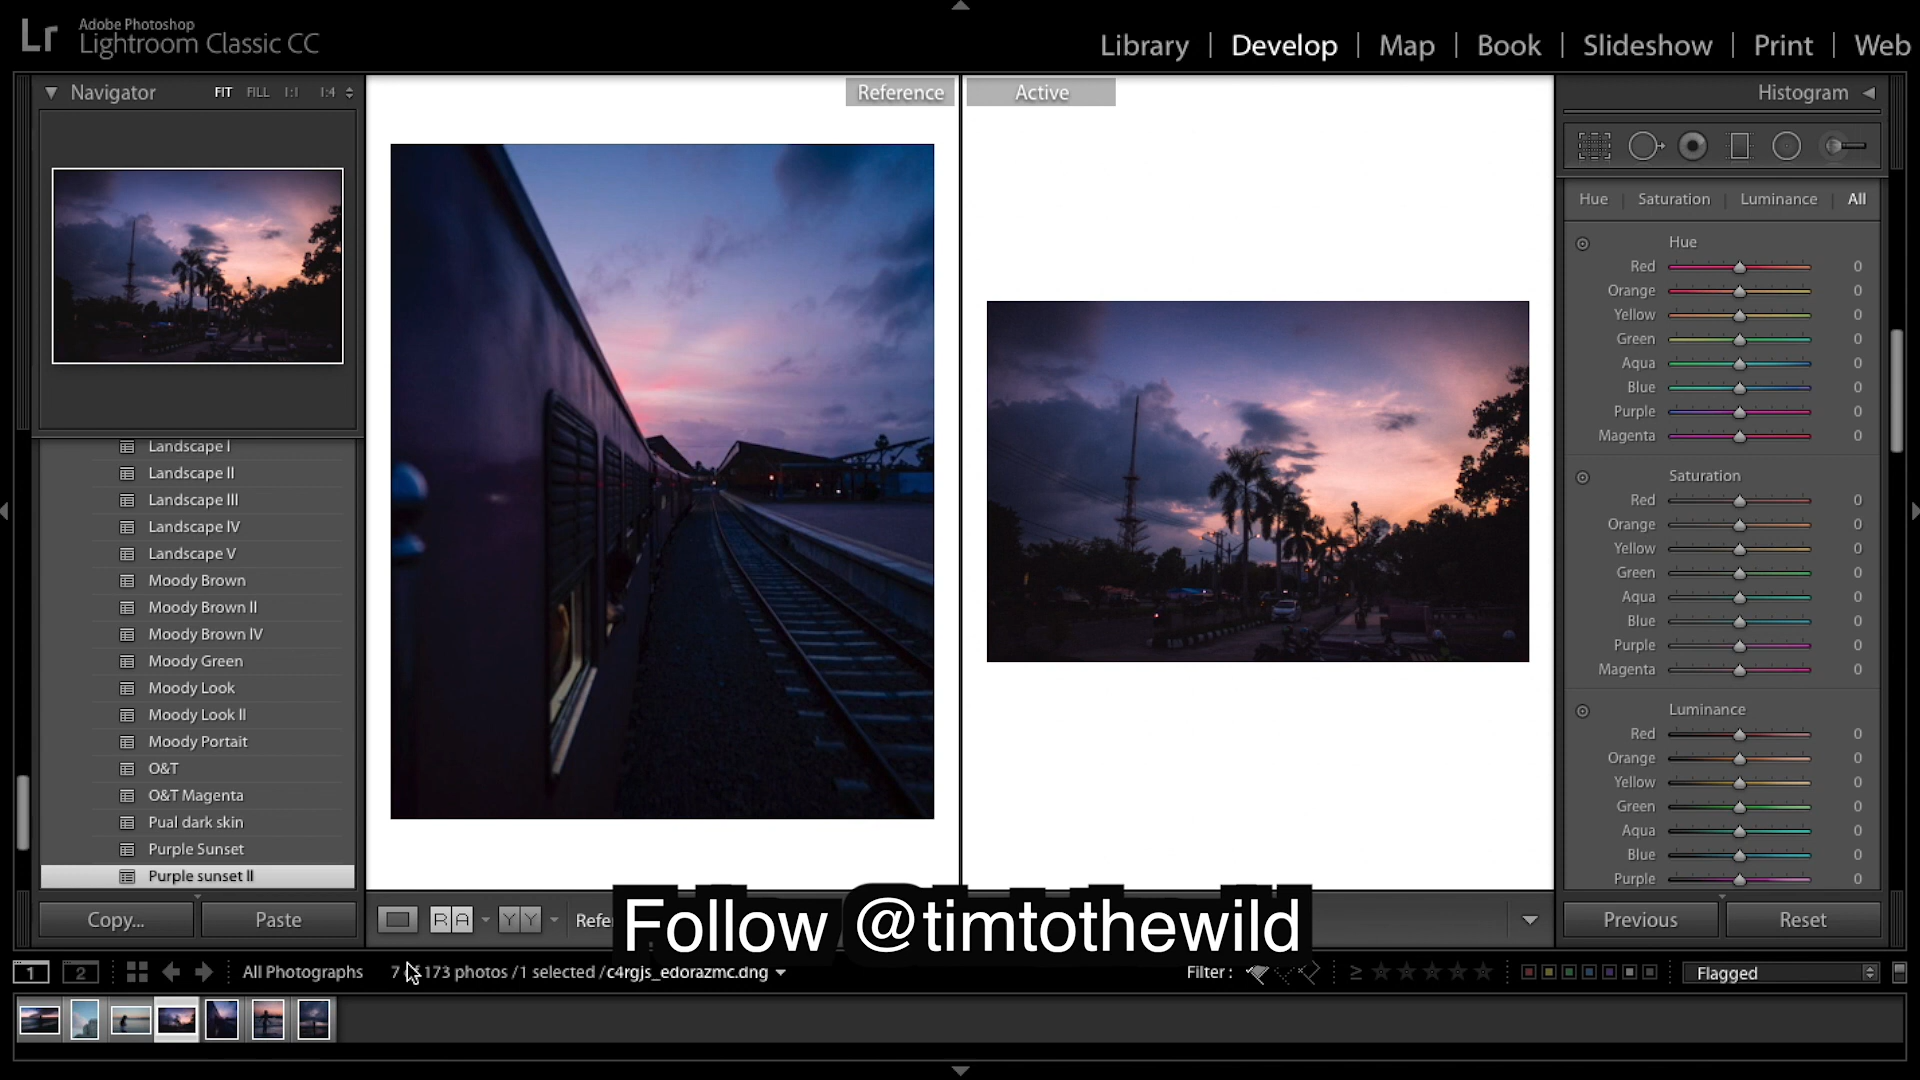 Lr Adobe Photoshop
Lightroom Classic CC
Library | Develop | Map | Book | Slideshow | Print | Web
Navigator FIT FILL 1:1 1:4
Reference Active
Histogram
Landscape I
Landscape II
Landscape III
Landscape IV
Landscape V
Moody Brown
Moody Brown II
Moody Brown IV
Moody Green
Moody Look
Moody Look II
Moody Portait
O&T
O&T Magenta
Pual dark skin
Purple Sunset
Purple sunset II
Copy... Paste
Hue | Saturation | Luminance | All
Hue
Red 0
Orange 0
Yellow 0
Green 0
Aqua 0
Blue 0
Purple 0
Magenta 0
Saturation
Red 0
Orange 0
Yellow 0
Green 0
Aqua 0
Blue 0
Purple 0
Magenta 0
Luminance
Red 0
Orange 0
Yellow 0
Green 0
Aqua 0
Blue 0
Purple 0
Previous Reset
R A Y Y
Follow @timtothewild
1 2 All Photographs 7 173 photos / 1 selected / c4rgjs_edorazmc.dng Filter : ≥ Flagged